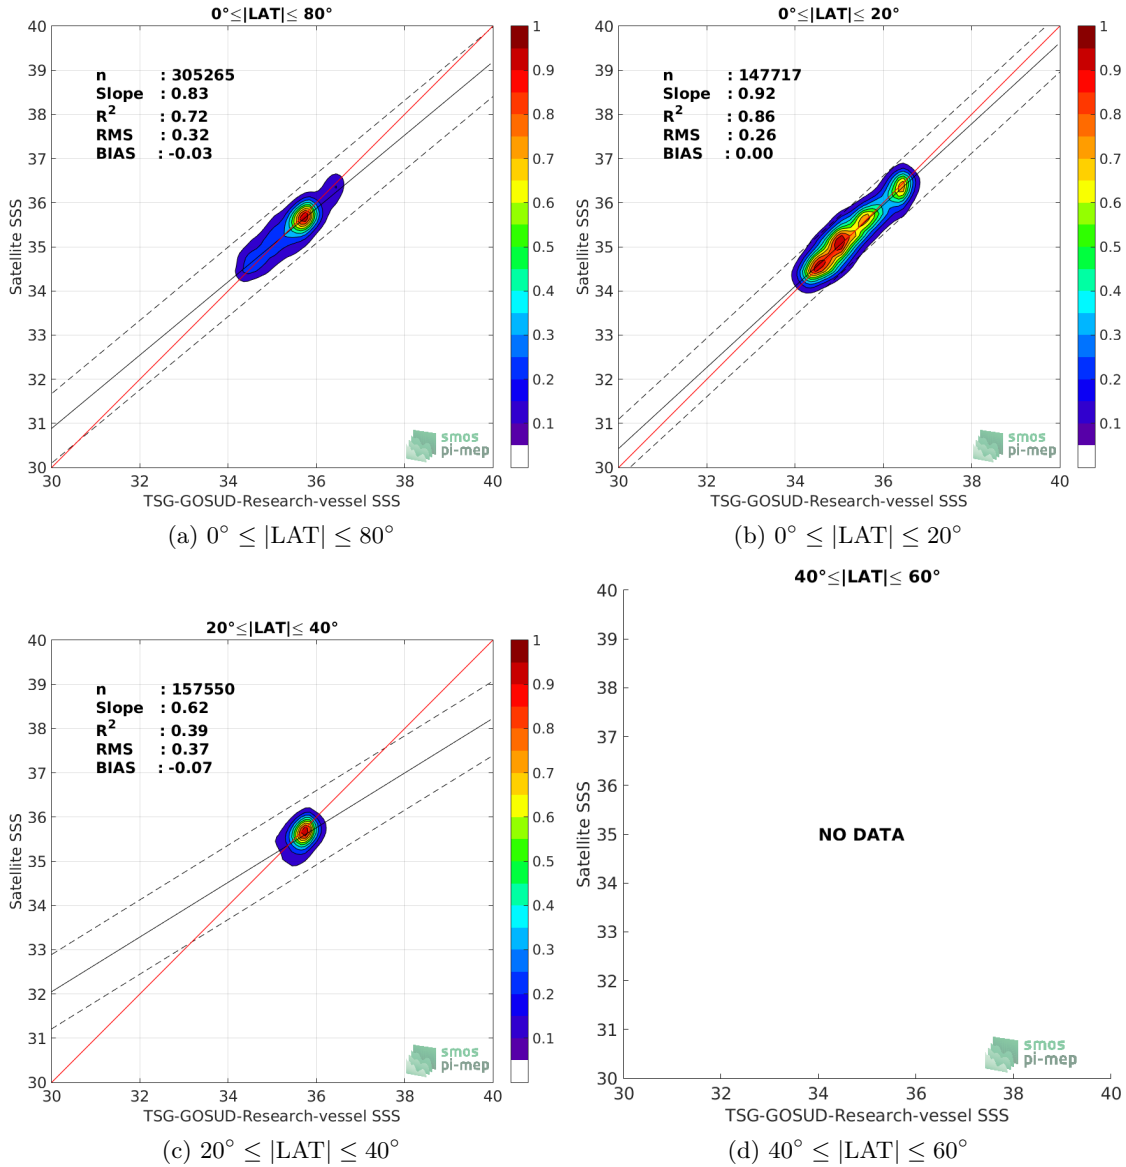 0°≤|LAT|≤ 80°
n : 305265
Slope : 0.83
R² : 0.72
RMS : 0.32
BIAS : -0.03
40
39
38
37
36
35
34
33
32
31
30
30 32 34 36 38 40
Satellite SSS
TSG-GOSUD-Research-vessel SSS
1
0.9
0.8
0.7
0.6
0.5
0.4
0.3
0.2
0.1
smos
pi-mep
(a) 0° ≤ |LAT| ≤ 80°
0°≤|LAT|≤ 20°
n : 147717
Slope : 0.92
R² : 0.86
RMS : 0.26
BIAS : 0.00
40
39
38
37
36
35
34
33
32
31
30
30 32 34 36 38 40
Satellite SSS
TSG-GOSUD-Research-vessel SSS
1
0.9
0.8
0.7
0.6
0.5
0.4
0.3
0.2
0.1
smos
pi-mep
(b) 0° ≤ |LAT| ≤ 20°
20°≤|LAT|≤ 40°
n : 157550
Slope : 0.62
R² : 0.39
RMS : 0.37
BIAS : -0.07
40
39
38
37
36
35
34
33
32
31
30
30 32 34 36 38 40
Satellite SSS
TSG-GOSUD-Research-vessel SSS
1
0.9
0.8
0.7
0.6
0.5
0.4
0.3
0.2
0.1
smos
pi-mep
(c) 20° ≤ |LAT| ≤ 40°
40°≤|LAT|≤ 60°
40
39
38
37
36
35
34
33
32
31
30
30 32 34 36 38 40
Satellite SSS
NO DATA
TSG-GOSUD-Research-vessel SSS
smos
pi-mep
(d) 40° ≤ |LAT| ≤ 60°